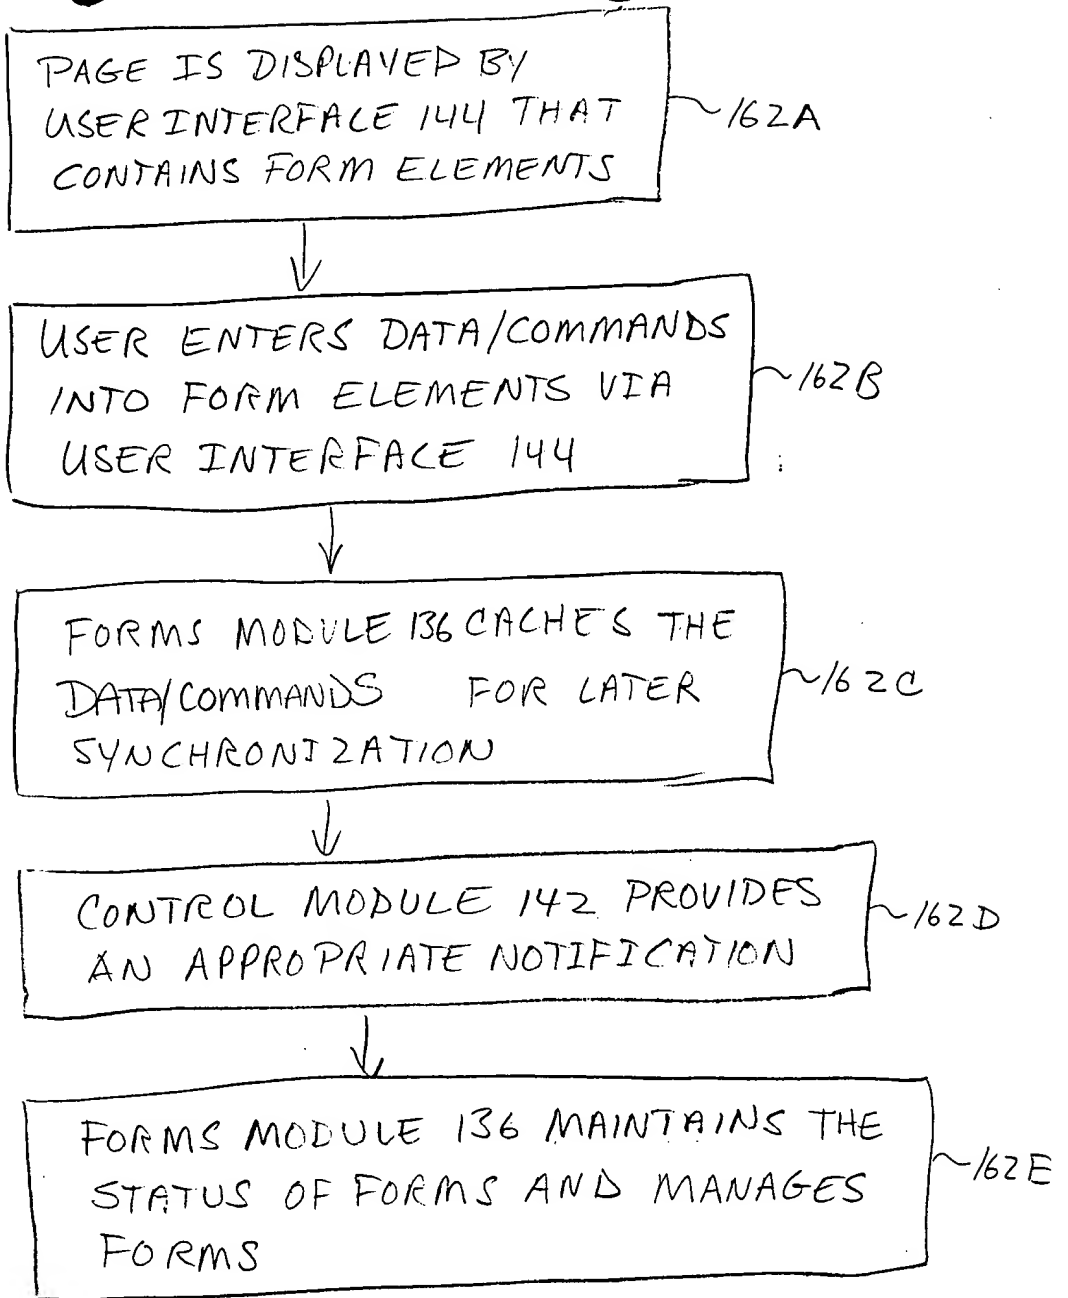 PAGE IS DISPLAYED BY
USER INTERFACE 144 THAT
CONTAINS FORM ELEMENTS
162A
USER ENTERS DATA/COMMANDS
INTO FORM ELEMENTS VIA
USER INTERFACE 144
162B
FORMS MODULE 136 CACHES THE
DATA/COMMANDS FOR LATER
SYNCHRONIZATION
162C
CONTROL MODULE 142 PROVIDES
AN APPROPRIATE NOTIFICATION
162D
FORMS MODULE 136 MAINTAINS THE
STATUS OF FORMS AND MANAGES
FORMS
162E